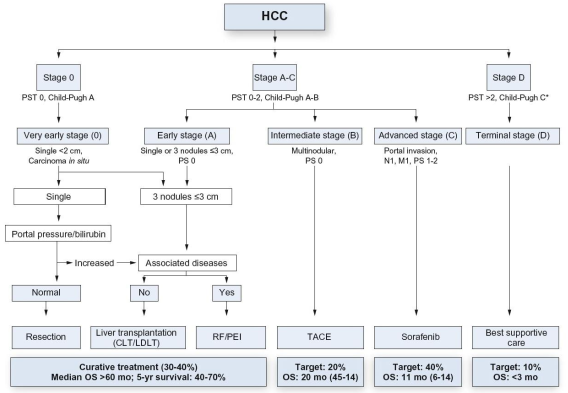 HCC
Stage 0
PST 0, Child-Pugh A
Stage A-C
PST 0-2, Child-Pugh A-B
Stage D
PST >2, Child-Pugh C*
Very early stage (0)
Single <2 cm,
Carcinoma in situ
Early stage (A)
Single or 3 nodules ≤3 cm,
PS 0
Intermediate stage (B)
Multinodular,
PS 0
Advanced stage (C)
Portal invasion,
N1, M1, PS 1-2
Terminal stage (D)
Single
3 nodules ≤3 cm
Portal pressure/bilirubin
Increased
Associated diseases
Normal
No
Yes
Resection
Liver transplantation
(CLT/LDLT)
RF/PEI
TACE
Sorafenib
Best supportive
care
Curative treatment (30-40%)
Median OS >60 mo; 5-yr survival: 40-70%
Target: 20%
OS: 20 mo (45-14)
Target: 40%
OS: 11 mo (6-14)
Target: 10%
OS: <3 mo